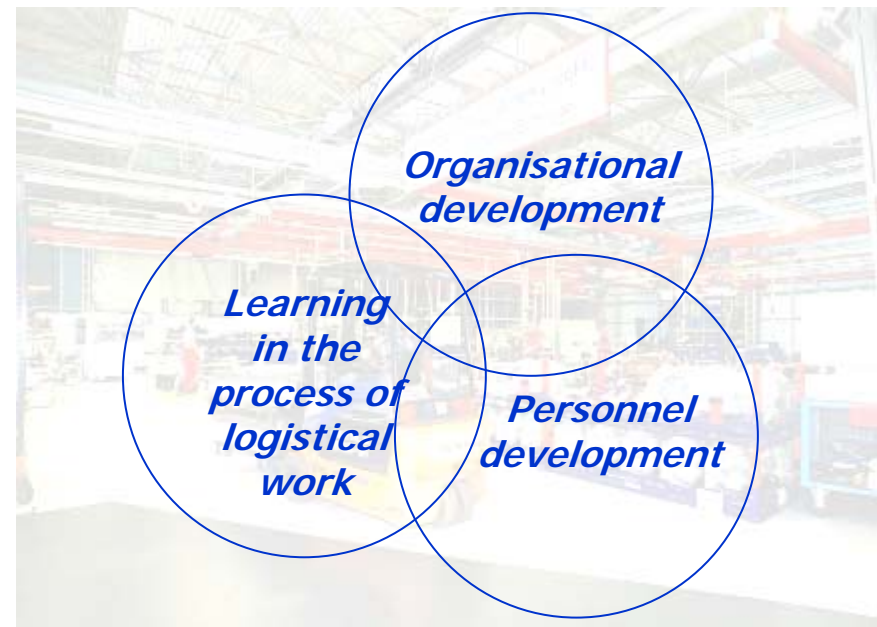 Organisational
development
Learning
in the
process of
logistical
work
Personnel
development